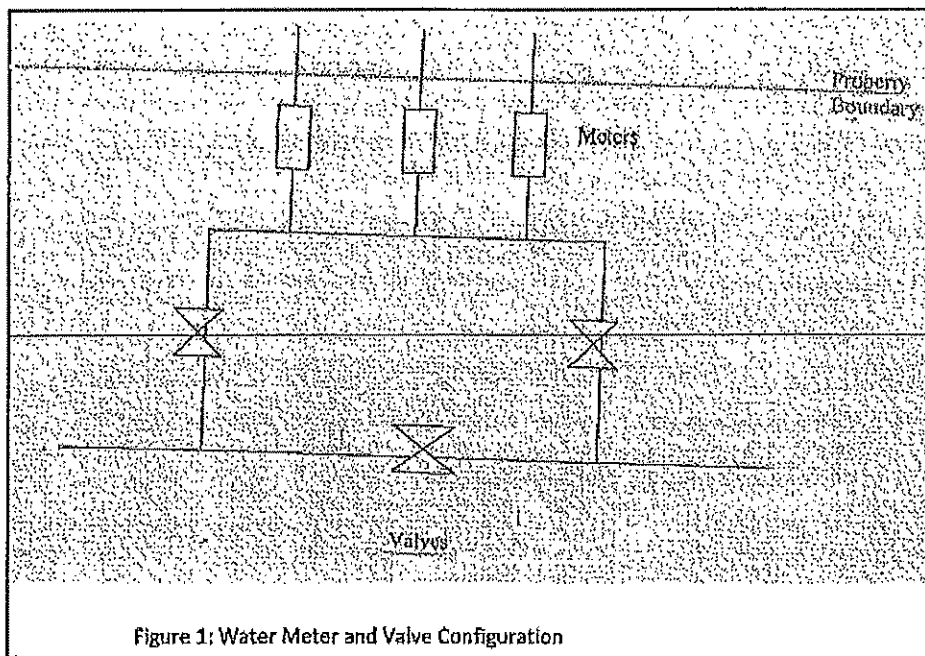 Property
Boundary
Meters
Valves
Figure 1: Water Meter and Valve Configuration